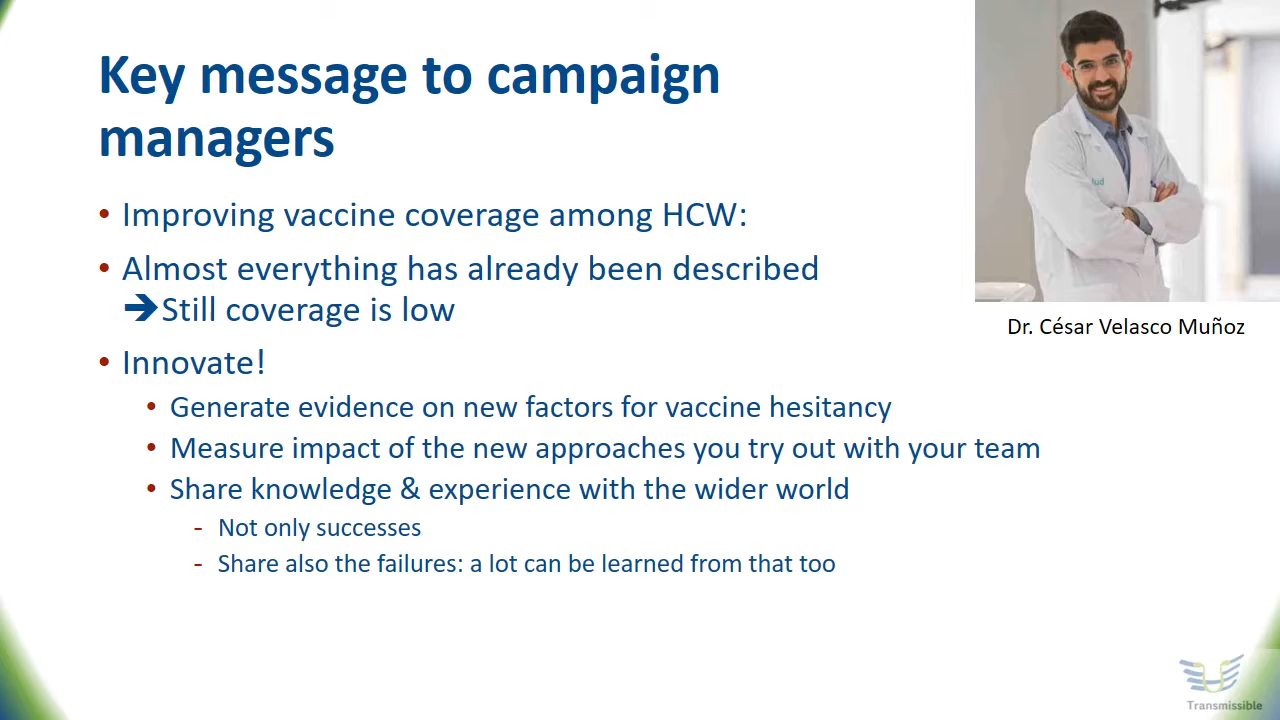 Key message to campaign
managers
• Improving vaccine coverage among HCW:
• Almost everything has already been described
➔Still coverage is low
• Innovate!
• Generate evidence on new factors for vaccine hesitancy
• Measure impact of the new approaches you try out with your team
• Share knowledge & experience with the wider world
- Not only successes
- Share also the failures: a lot can be learned from that too
lud
Dr. César Velasco Muñoz
Transmissible